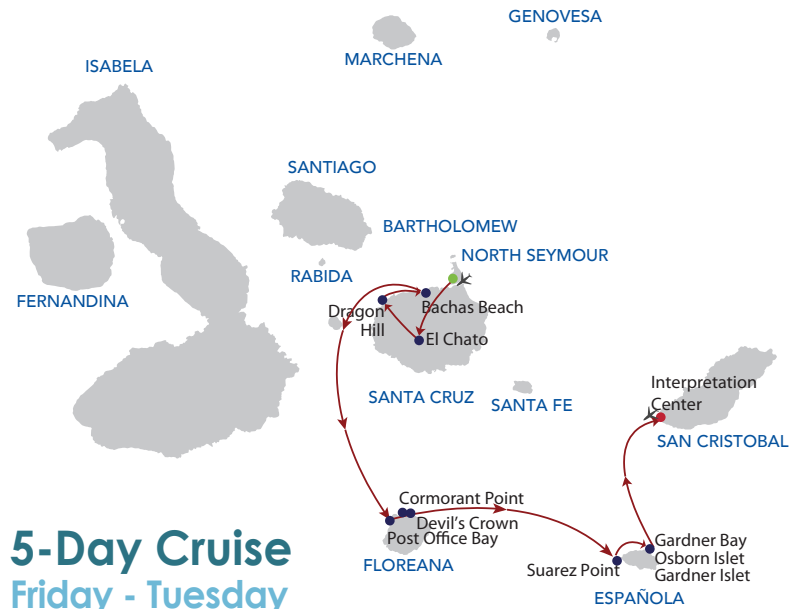 GENOVESA
MARCHENA
ISABELA
SANTIAGO
BARTHOLOMEW
NORTH SEYMOUR
RABIDA
FERNANDINA
Dragon
Hill
Bachas Beach
El Chato
SANTA CRUZ
SANTA FE
Interpretation
Center
SAN CRISTOBAL
Cormorant Point
Devil's Crown
Post Office Bay
FLOREANA
Gardner Bay
Osborn Islet
Gardner Islet
Suarez Point
ESPAÑOLA
5-Day Cruise
Friday - Tuesday